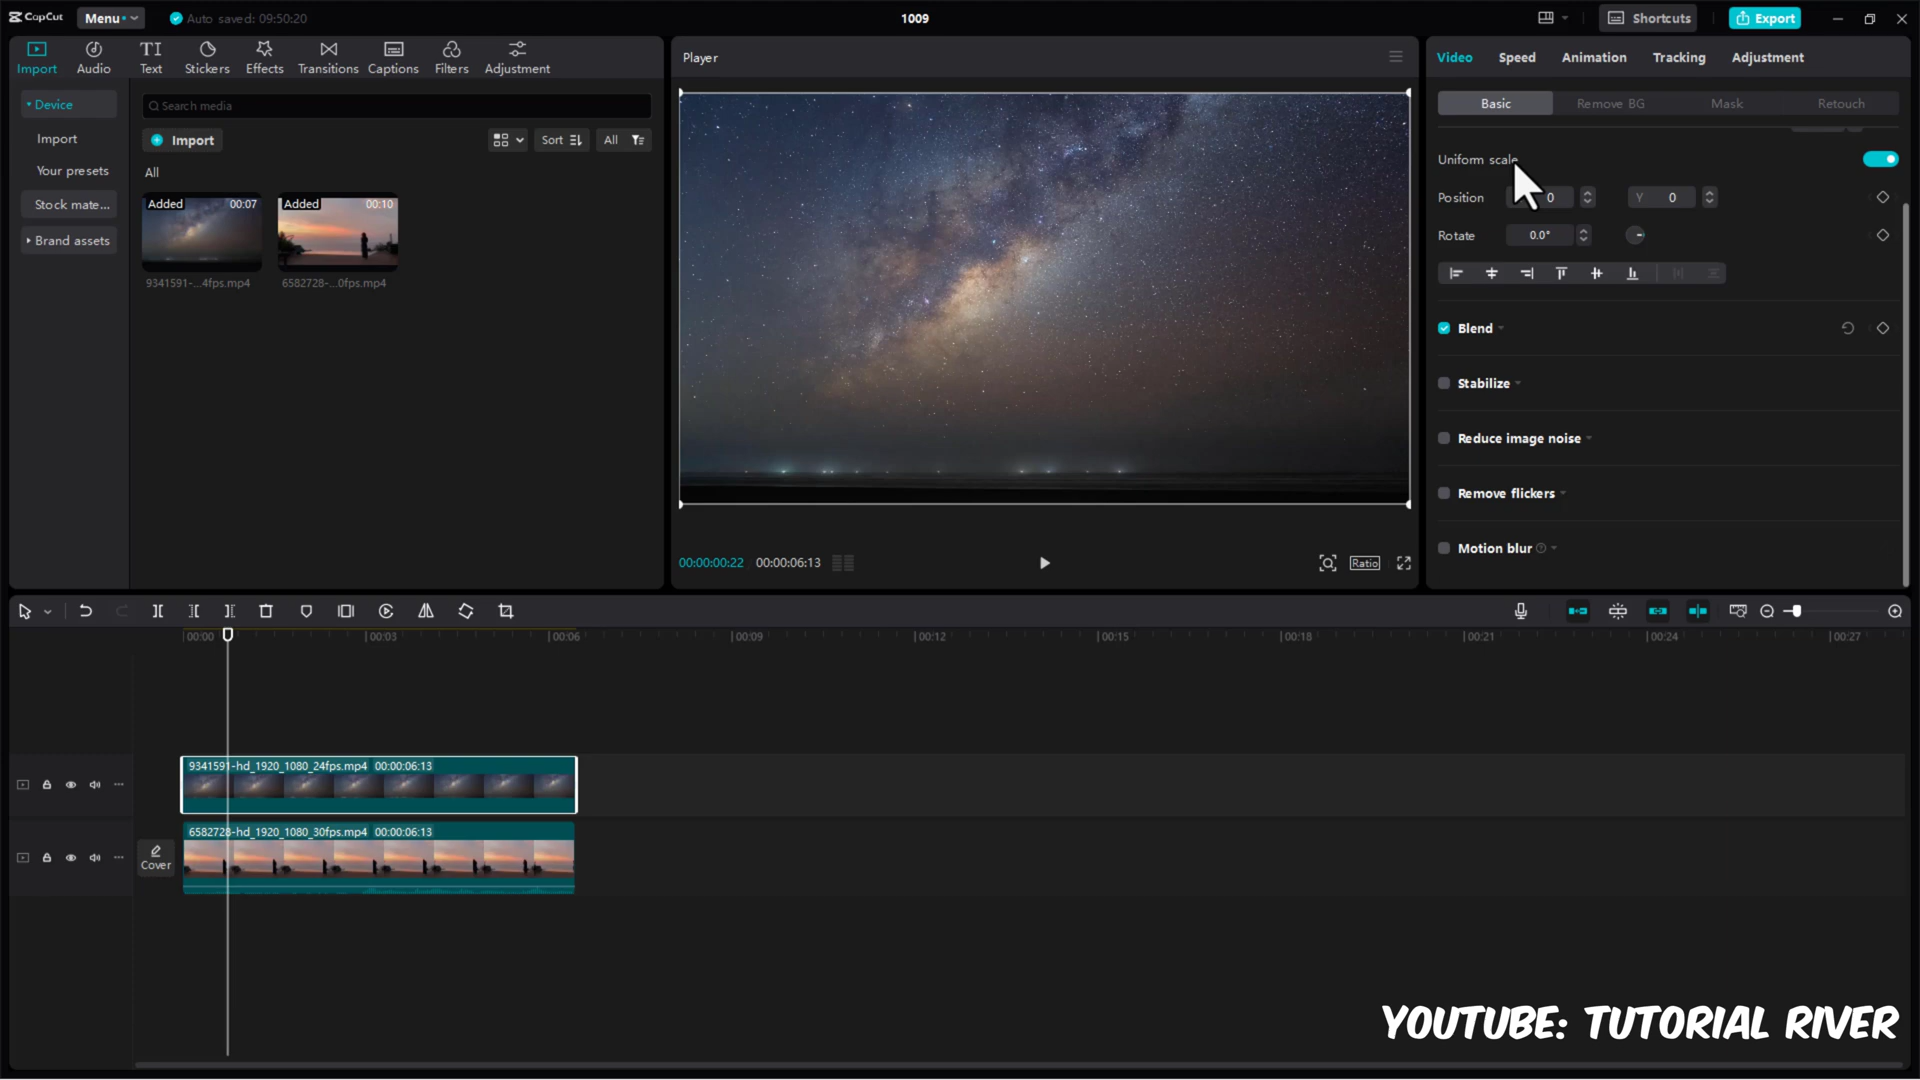 CapCut
Menu
Auto saved: 09:50:20
1009
Shortcuts
Export
Import
Audio
TI
Text
Stickers
Effects
Transitions
Captions
Filters
Adjustment
Device
Import
Your presets
Stock mate...
Brand assets
Search media
Import
Sort
All
All
Added
00:07
Added
00:10
9341591-...4fps.mp4
6582728-...0fps.mp4
Player
00:00:00:22
00:00:06:13
Ratio
Video
Speed
Animation
Tracking
Adjustment
Basic
Remove BG
Mask
Retouch
Uniform scale
Position
0
Y
0
Rotate
0.0°
Blend
Stabilize
Reduce image noise
Remove flickers
Motion blur
00:00
00:03
00:06
00:09
00:12
00:15
00:18
00:21
00:24
00:27
9341591-hd_1920_1080_24fps.mp4 00:00:06:13
6582728-hd_1920_1080_30fps.mp4 00:00:06:13
Cover
YOUTUBE: TUTORIAL RIVER